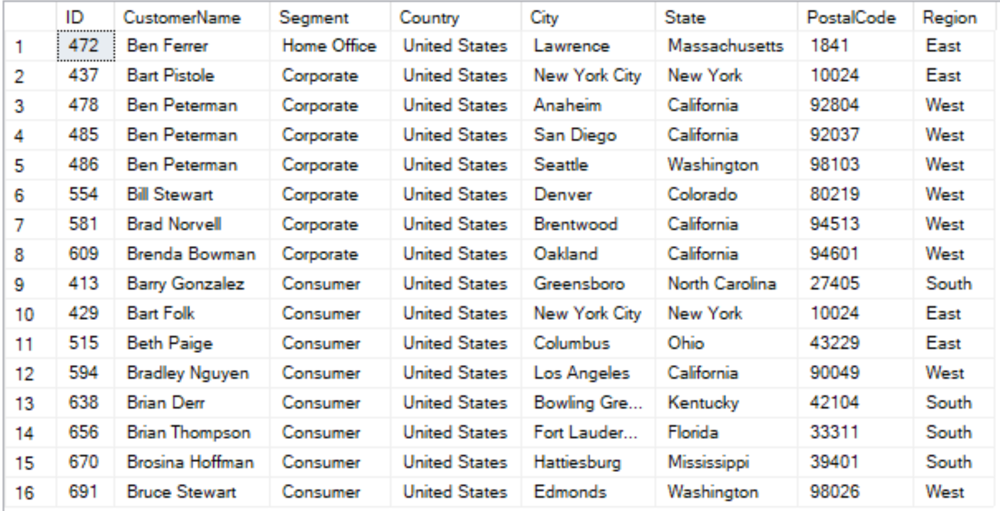 ID CustomerName Segment Country City State PostalCode Region
1 472 Ben Ferrer Home Office United States Lawrence Massachusetts 1841 East
2 437 Bart Pistole Corporate United States New York City New York 10024 East
3 478 Ben Peterman Corporate United States Anaheim California 92804 West
4 485 Ben Peterman Corporate United States San Diego California 92037 West
5 486 Ben Peterman Corporate United States Seattle Washington 98103 West
6 554 Bill Stewart Corporate United States Denver Colorado 80219 West
7 581 Brad Norvell Corporate United States Brentwood California 94513 West
8 609 Brenda Bowman Corporate United States Oakland California 94601 West
9 413 Barry Gonzalez Consumer United States Greensboro North Carolina 27405 South
10 429 Bart Folk Consumer United States New York City New York 10024 East
11 515 Beth Paige Consumer United States Columbus Ohio 43229 East
12 594 Bradley Nguyen Consumer United States Los Angeles California 90049 West
13 638 Brian Derr Consumer United States Bowling Gre... Kentucky 42104 South
14 656 Brian Thompson Consumer United States Fort Lauder... Florida 33311 South
15 670 Brosina Hoffman Consumer United States Hattiesburg Mississippi 39401 South
16 691 Bruce Stewart Consumer United States Edmonds Washington 98026 West